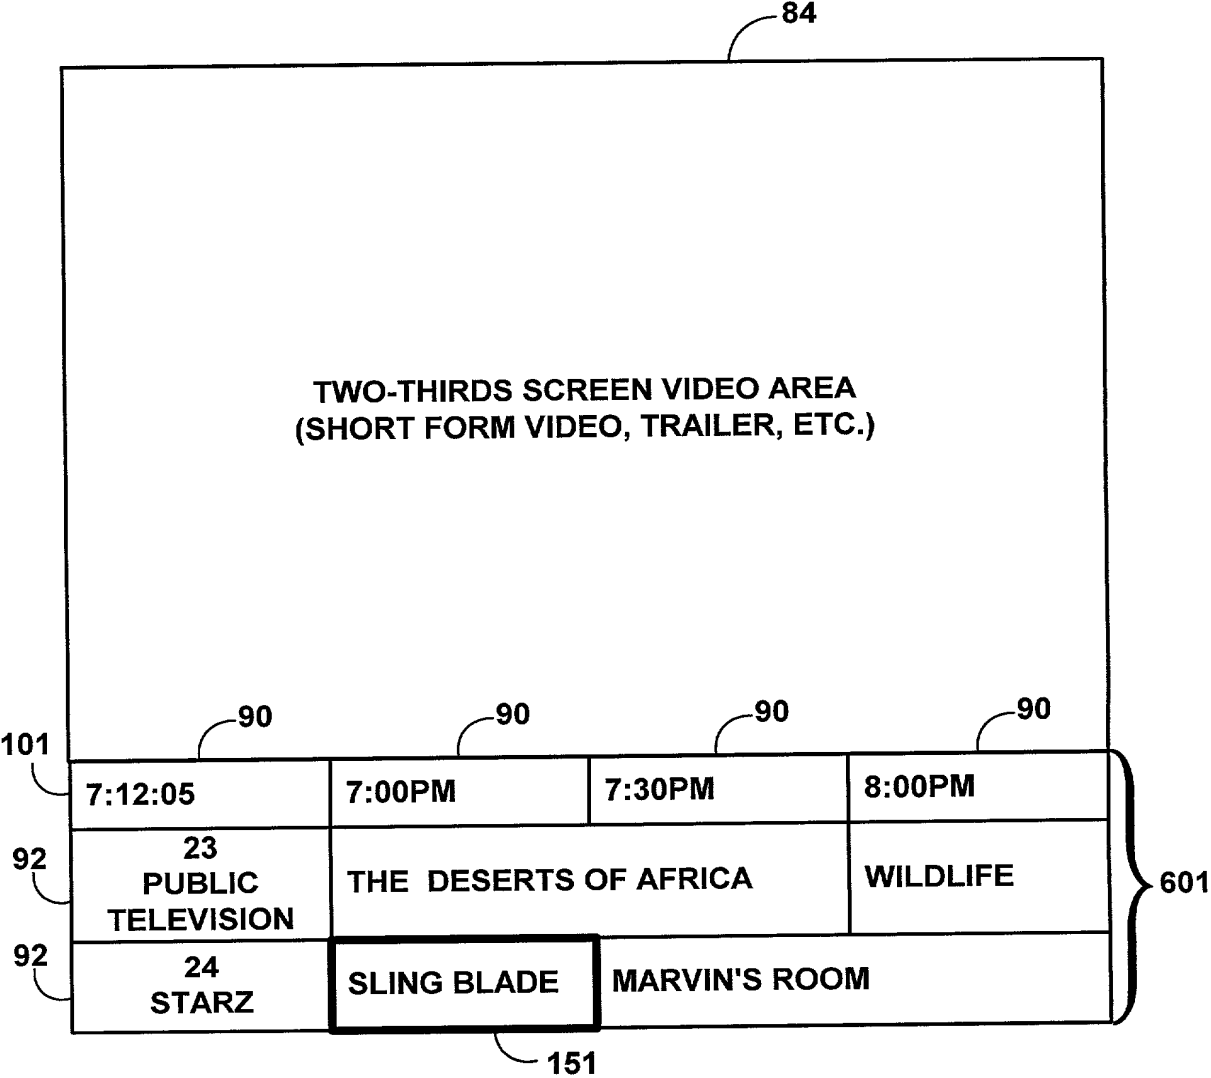 84
TWO-THIRDS SCREEN VIDEO AREA
(SHORT FORM VIDEO, TRAILER, ETC.)
90 90 90 90
101
7:12:05 7:00PM 7:30PM 8:00PM
92
23
PUBLIC
TELEVISION
THE DESERTS OF AFRICA
WILDLIFE
601
92
24
STARZ
SLING BLADE
MARVIN'S ROOM
151